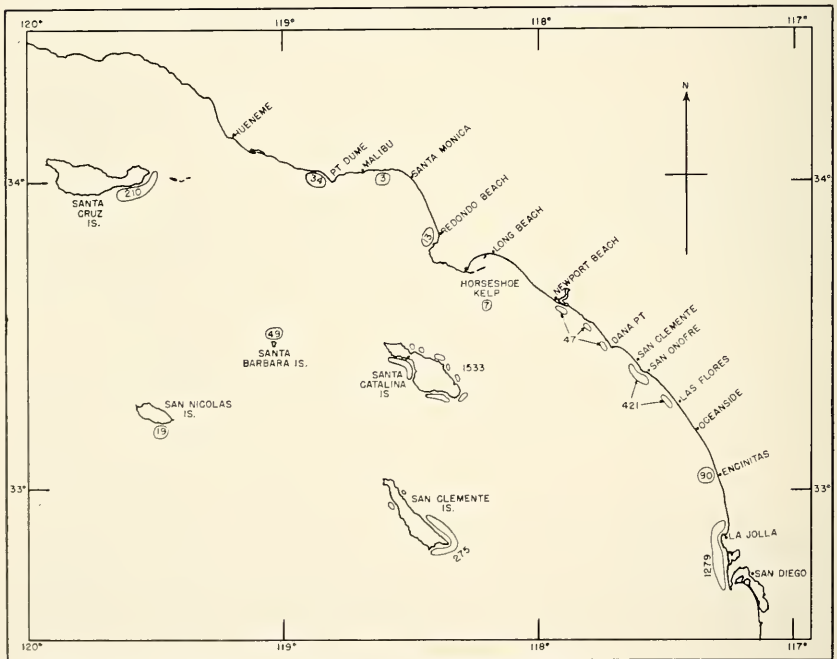 120°
119°
118°
117°
N
HUENEME
PT DUME
MALIBU
SANTA MONICA
34
3
34°
34°
210
SANTA
CRUZ
IS.
REDONDO BEACH
13
LONG BEACH
HORSESHOE
KELP
7
NEWPORT BEACH
47
DANA PT
SAN CLEMENTE
SAN ONOFRE
49
SANTA
BARBARA IS.
1533
SANTA
CATALINA
IS
421
LAS FLORES
SAN NICOLAS
IS.
19
OCEANSIDE
90
ENCINITAS
33°
33°
SAN CLEMENTE
IS.
275
LA JOLLA
1279
SAN DIEGO
120°
119°
118°
117°